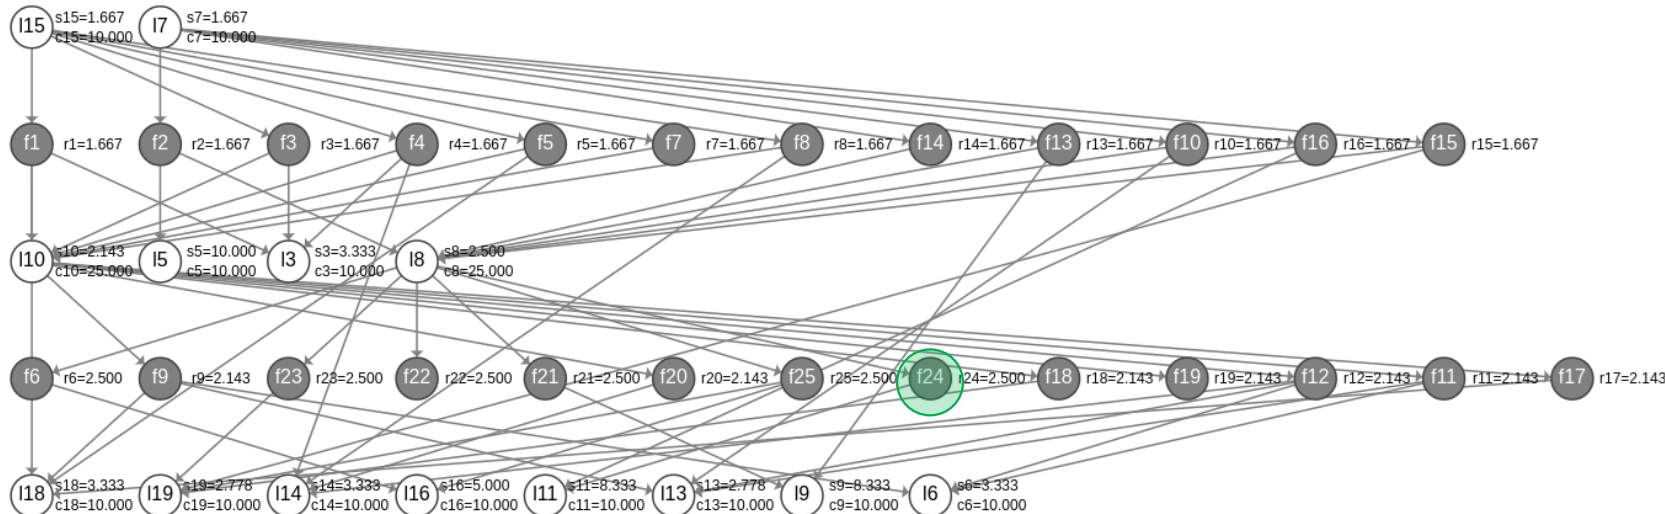 l15 s15=1.667 l7 s7=1.667
c15=10.000 c7=10.000
f1 r1=1.667 f2 r2=1.667 f3 r3=1.667 f4 r4=1.667 f5 r5=1.667 f7 r7=1.667 f8 r8=1.667 f14 r14=1.667 f13 r13=1.667 f10 r10=1.667 f16 r16=1.667 f15 r15=1.667
l10 s10=2.143 l5 s5=10.000 l3 s3=3.333 l8 s8=2.500
c10=25.000 c5=10.000 c3=10.000 c8=25.000
f6 r6=2.500 f9 r9=2.143 f23 r23=2.500 f22 r22=2.500 f21 r21=2.500 f20 r20=2.143 f25 r25=2.500 f24 r24=2.500 f18 r18=2.143 f19 r19=2.143 f12 r12=2.143 f11 r11=2.143 f17 r17=2.143
l18 s18=3.333 l19 s19=2.778 l14 s14=3.333 l16 s16=5.000 l11 s11=8.333 l13 s13=2.778 l9 s9=8.333 l6 s6=3.333
c18=10.000 c19=10.000 c14=10.000 c16=10.000 c11=10.000 c13=10.000 c9=10.000 c6=10.000